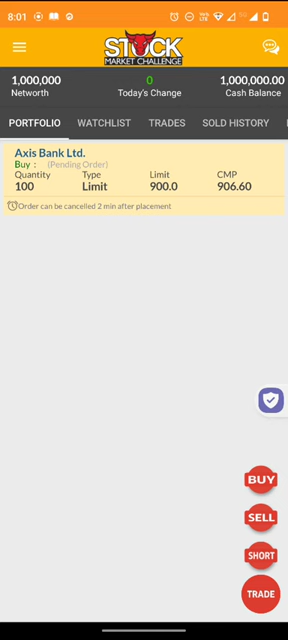 8:01
STOCK
MARKET CHALLENGE
1,000,000 0 1,000,000.00
Networth Today's Change Cash Balance
PORTFOLIO WATCHLIST TRADES SOLD HISTORY
Axis Bank Ltd.
Buy : (Pending Order)
Quantity Type Limit CMP
100 Limit 900.0 906.60
Order can be cancelled 2 min after placement
BUY
SELL
SHORT
TRADE